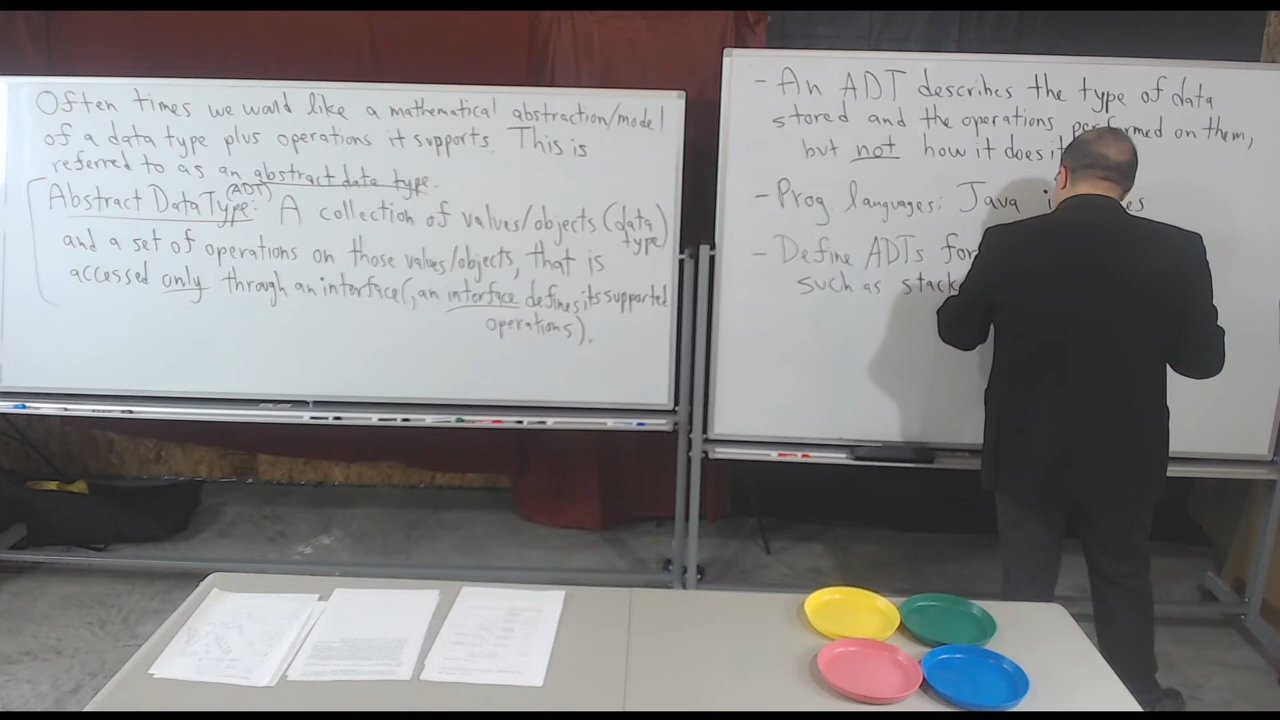 Often times we would like a mathematical abstraction/model
of a data type plus operations it supports. This is
referred to as an abstract data type.
(ADT)
Abstract Data Type: A collection of values/objects (data type)
and a set of operations on those values/objects, that is
accessed only through an interface (, an interface defines its supported
operations).
- An ADT describes the type of data
stored and the operations performed on them,
but not how it does it
- Prog languages: Java
- Define ADTs for
such as stack